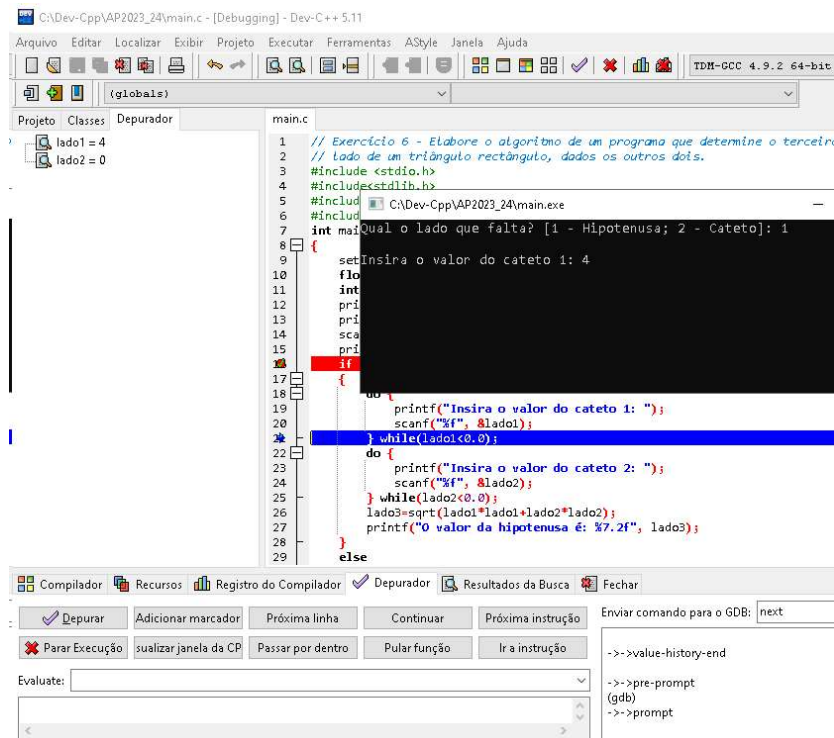 C:\Dev-Cpp\AP2023_24\main.c - [Debugging] - Dev-C++ 5.11
Arquivo Editar Localizar Exibir Projeto Executar Ferramentas AStyle Janela Ajuda
TDM-GCC 4.9.2 64-bit
(globals)
Projeto Classes Depurador
main.c
lado1 = 4
lado2 = 0
1 // Exercício 6 - Elabore o algoritmo de um programa que determine o terceiro
2 // lado de um triângulo rectângulo, dados os outros dois.
3 #include <stdio.h>
4 #include<stdlib.h>
5 #includ
6 #includ
7 int mai
8 {
9 set
10 flo
11 int
12 pri
13 pri
14 sca
15 pri
if
17 {
18 do {
19 printf("Insira o valor do cateto 1: ");
20 scanf("%f", &lado1);
} while(lado1<0.0);
22 do {
23 printf("Insira o valor do cateto 2: ");
24 scanf("%f", &lado2);
25 } while(lado2<0.0);
26 lado3=sqrt(lado1*lado1+lado2*lado2);
27 printf("O valor da hipotenusa é: %7.2f", lado3);
28 }
29 else
C:\Dev-Cpp\AP2023_24\main.exe
Qual o lado que falta? [1 - Hipotenusa; 2 - Cateto]: 1
Insira o valor do cateto 1: 4
Compilador Recursos Registro do Compilador Depurador Resultados da Busca Fechar
Depurar Adicionar marcador Próxima linha Continuar Próxima instrução
Parar Execução sualizar janela da CP Passar por dentro Pular função Ir a instrução
Evaluate:
Enviar comando para o GDB: next
->->value-history-end
->->pre-prompt
(gdb)
->->prompt